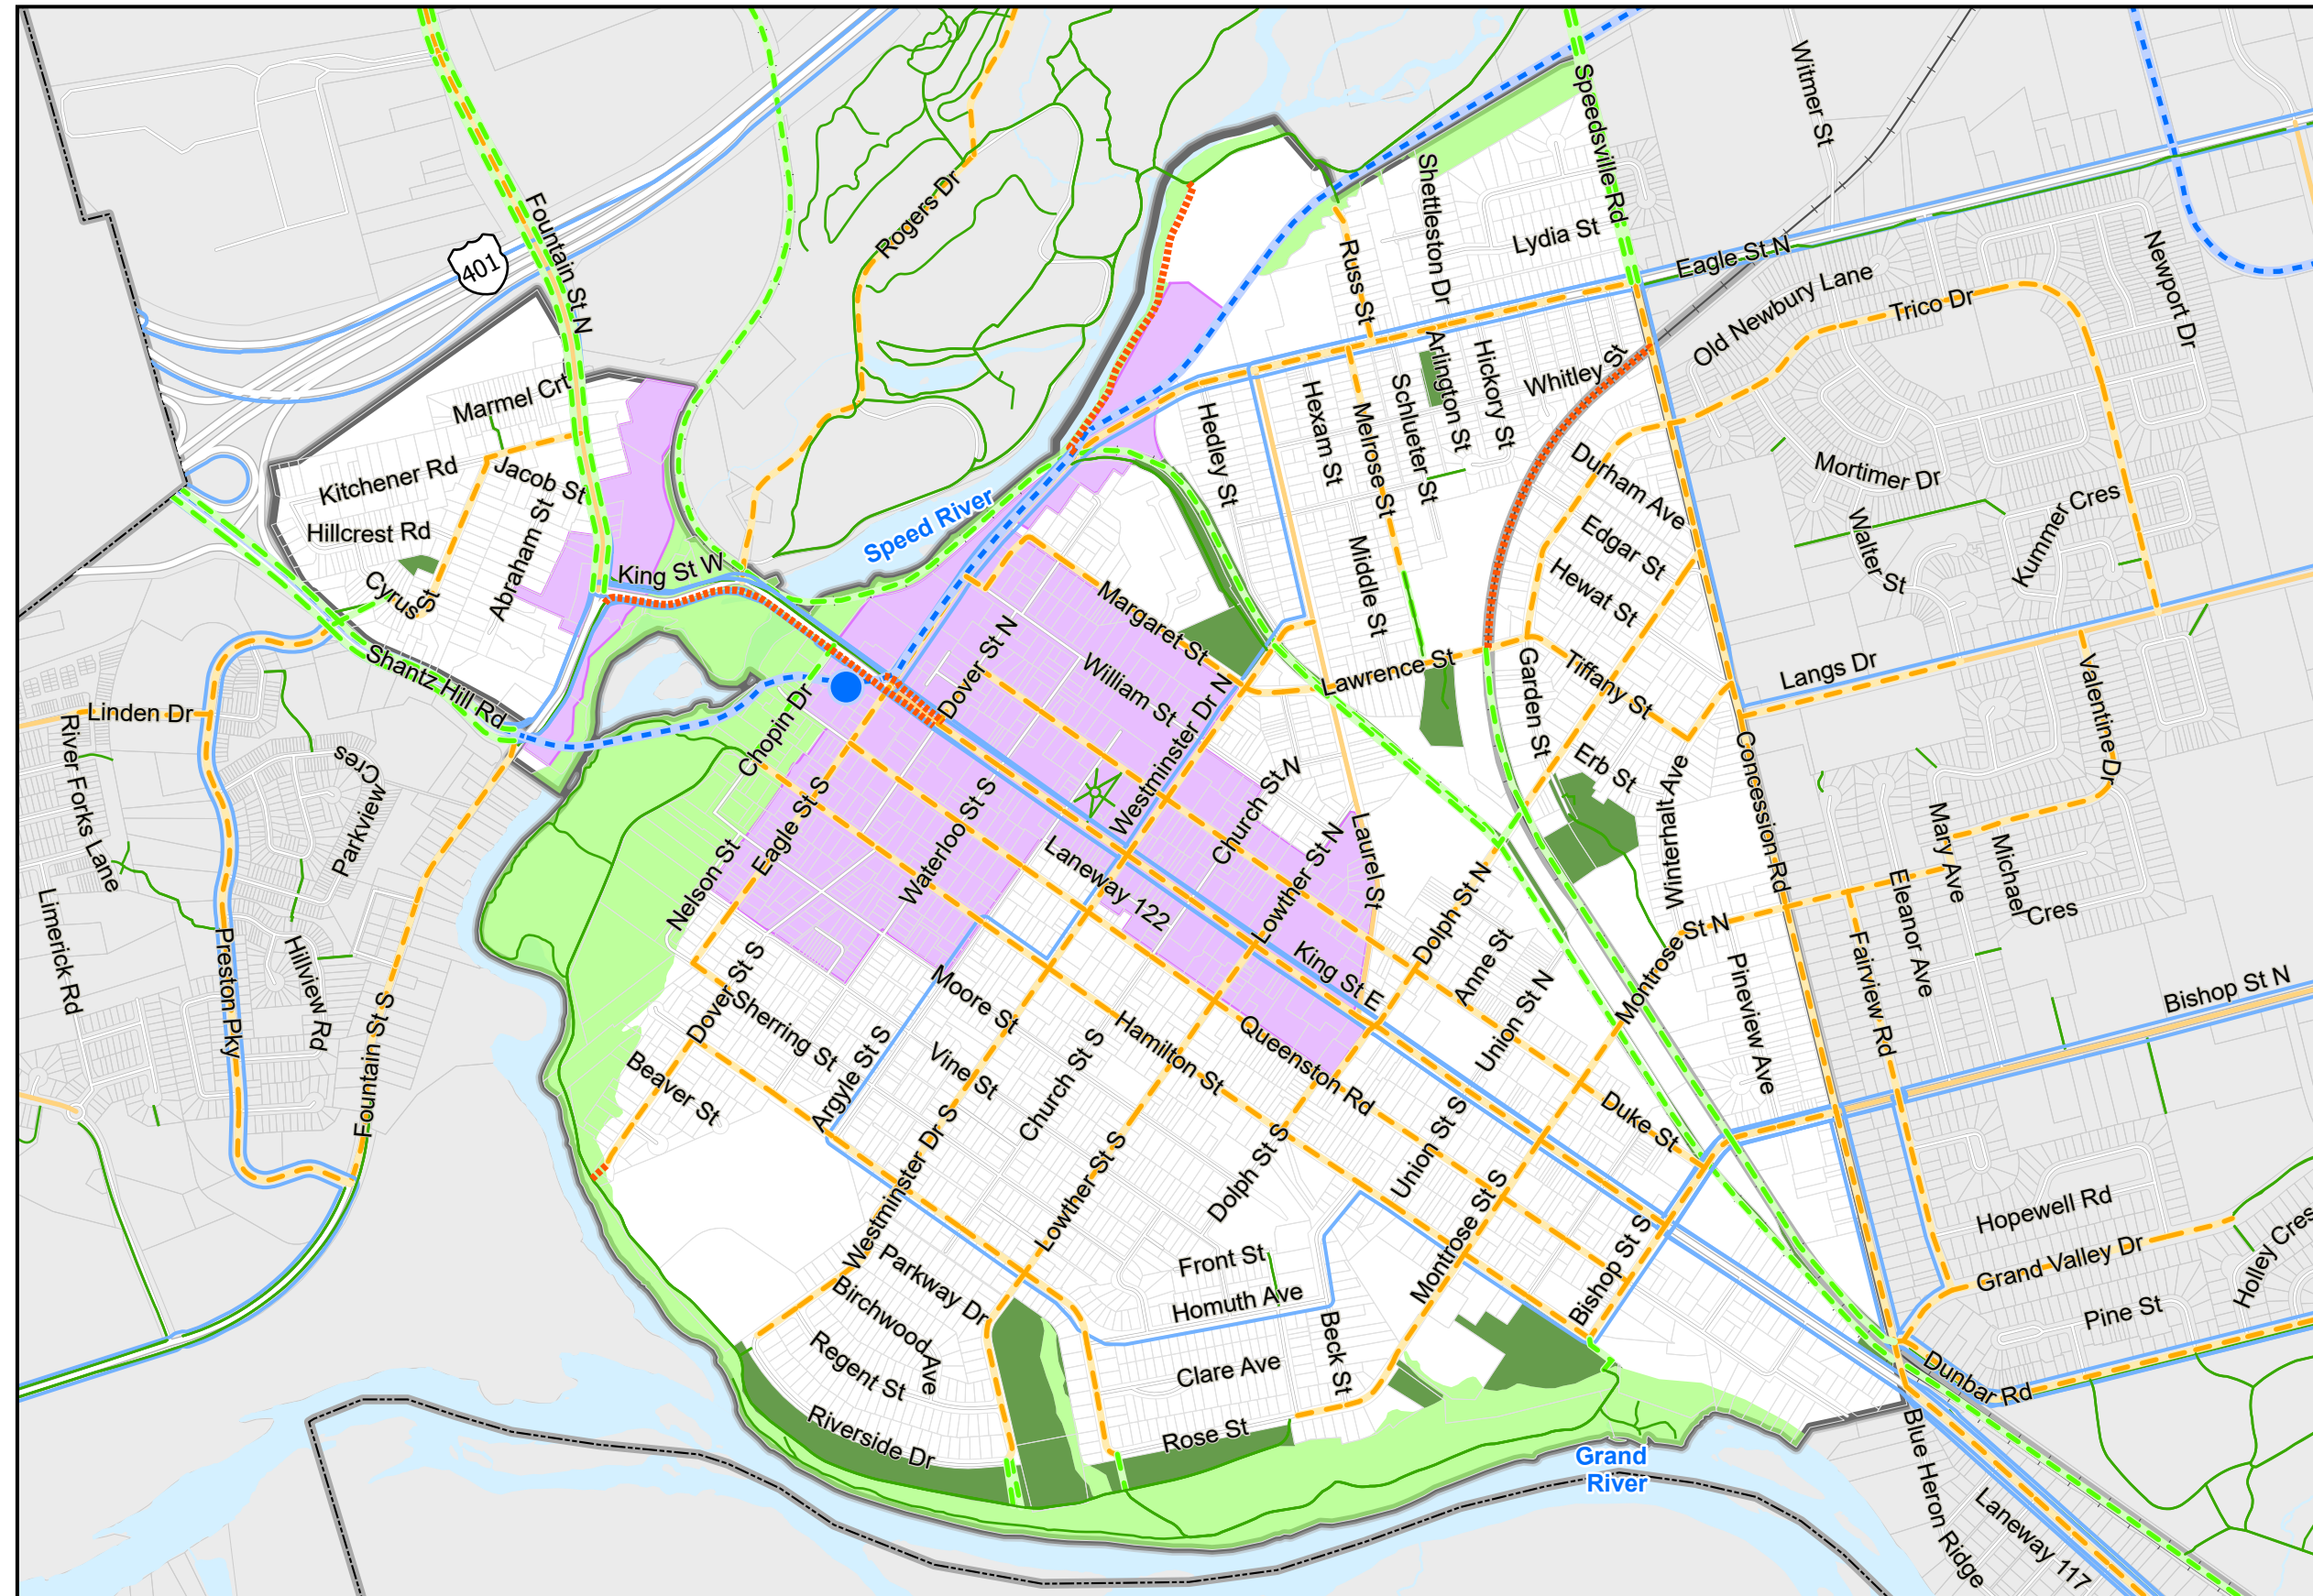 Witmer St
Speedsville Rd
Shettleston Dr
Rogers Dr
Fountain St N
401
Lydia St
Eagle St N
Newport Dr
Russ St
Old Newbury Lane
Trico Dr
Marmel Crt
Arlington St
Hickory St
Whitley St
Hexam St
Schlueter St
Melrose St
Hedley St
Kitchener Rd
Jacob St
Durham Ave
Mortimer Dr
Speed River
Hillcrest Rd
Abraham St
Edgar St
Walter St
Kummer Cres
King St W
Cyrus St
Middle St
Hewat St
Margaret St
Dover St N
William St
Lawrence St
Tiffany St
Langs Dr
Valentine Dr
Shantz Hill Rd
Linden Dr
Chopin Dr
Westminster Dr N
Garden St
Erb St
Concession Rd
River Forks Lane
Parkview
Cres
Eagle St S
Waterloo St S
Church St N
Winterhalt Ave
Mary Ave
Michael
Cres
Nelson St
Laneway 122
Lowther St N
Laurel St
Dolph St N
Eleanor Ave
Limerick Rd
Preston Pky
Hillview Rd
Fountain St S
Dover St S
Sherring St
Moore St
King St E
Anne St
Union St N
Montrose St N
Pineview Ave
Fairview Rd
Bishop St N
Beaver St
Argyle St S
Vine St
Church St S
Hamilton St
Queenston Rd
Duke St
Westminster Dr S
Lowther St S
Dolph St S
Union St S
Montrose St S
Bishop St S
Hopewell Rd
Grand Valley Dr
Holley Cres
Pine St
Parkway Dr
Birchwood
Ave
Front St
Homuth Ave
Regent St
Clare Ave
Beck St
Dunbar Rd
Riverside Dr
Rose St
Grand
River
Blue Heron Ridge
Laneway 117